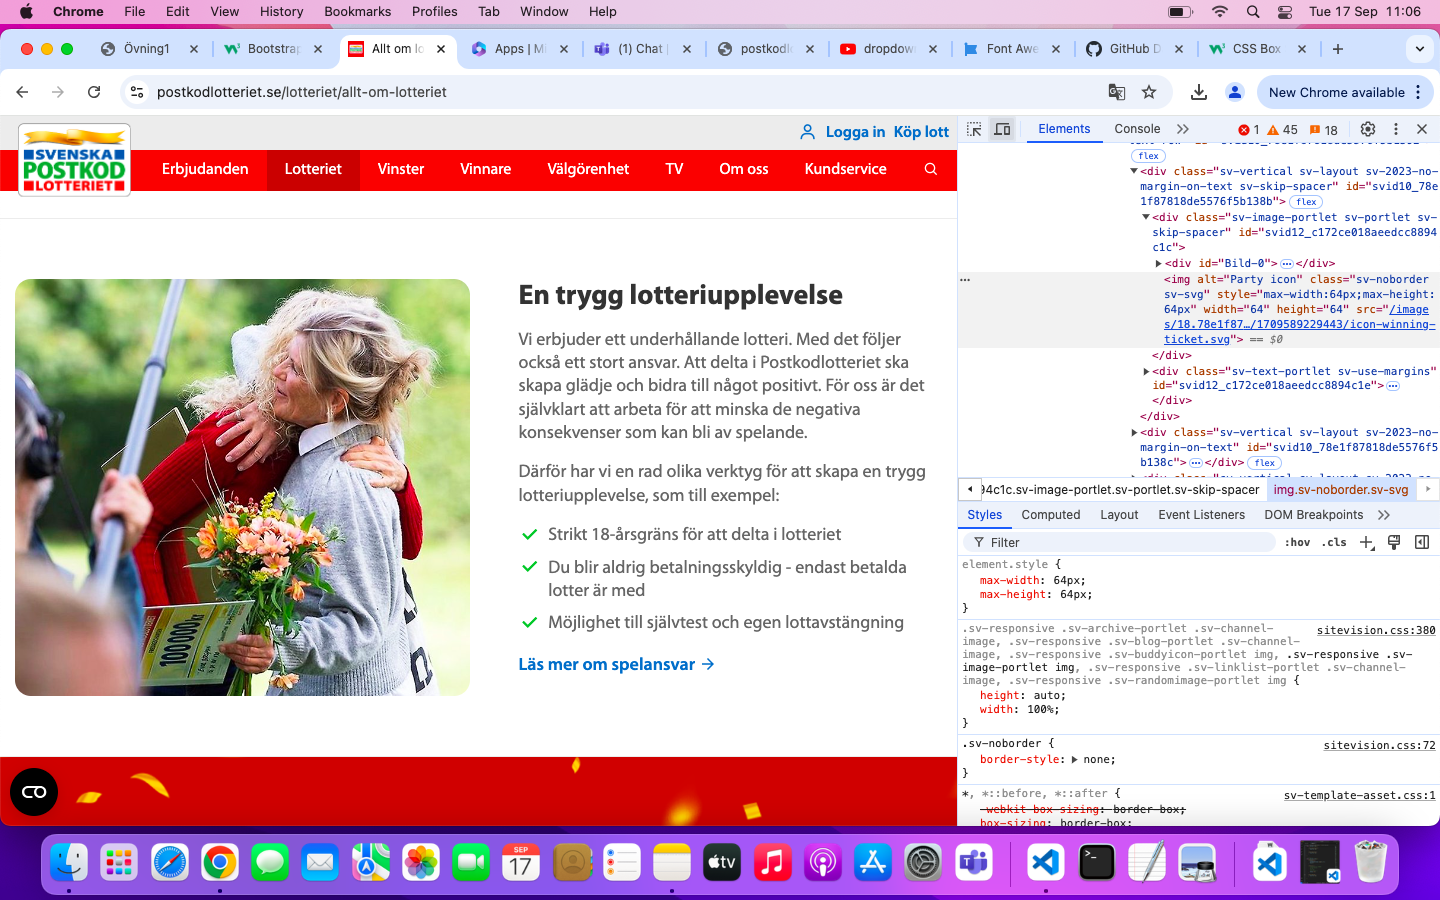 Chrome File Edit View History Bookmarks Profiles Tab Window Help Tue 17 Sep 11:06
Övning1 Bootstrap Allt om lo Apps | Mi (1) Chat | postkodl dropdow Font Awe GitHub D CSS Box
postkodlotteriet.se/lotteriet/allt-om-lotteriet New Chrome available
Logga in Köp lott
SVENSKA
POSTKOD
LOTTERIET
Erbjudanden Lotteriet Vinster Vinnare Välgörenhet TV Om oss Kundservice
En trygg lotteriupplevelse
Vi erbjuder ett underhållande lotteri. Med det följer
också ett stort ansvar. Att delta i Postkodlotteriet ska
skapa glädje och bidra till något positivt. För oss är det
självklart att arbeta för att minska de negativa
konsekvenser som kan bli av spelande.
Därför har vi en rad olika verktyg för att skapa en trygg
lotteriupplevelse, som till exempel:
Strikt 18-årsgräns för att delta i lotteriet
Du blir aldrig betalningsskyldig - endast betalda
lotter är med
Möjlighet till självtest och egen lottavstängning
Läs mer om spelansvar →
100000 kr
Elements Console 1 45 18
flex
<div class="sv-vertical sv-layout sv-2023-no-
margin-on-text sv-skip-spacer" id="svid10_78e
1f87818de5576f5b138b"> flex
<div class="sv-image-portlet sv-portlet sv-
skip-spacer" id="svid12_c172ce018aeedcc8894
c1c">
<div id="Bild-0"> … </div>
… <img alt="Party icon" class="sv-noborder
sv-svg" style="max-width:64px;max-height:
64px" width="64" height="64" src="/image
s/18.78e1f87…/1709589229443/icon-winning-
ticket.svg"> == $0
</div>
<div class="sv-text-portlet sv-use-margins"
id="svid12_c172ce018aeedcc8894c1e"> …
</div>
</div>
<div class="sv-vertical sv-layout sv-2023-no-
margin-on-text" id="svid10_78e1f87818de5576f5
b138c"> … </div> flex
94c1c.sv-image-portlet.sv-portlet.sv-skip-spacer img.sv-noborder.sv-svg
Styles Computed Layout Event Listeners DOM Breakpoints
Filter :hov .cls
element.style {
max-width: 64px;
max-height: 64px;
}
.sv-responsive .sv-archive-portlet .sv-channel- sitevision.css:380
image, .sv-responsive .sv-blog-portlet .sv-channel-
image, .sv-responsive .sv-buddyicon-portlet img, .sv-responsive .sv-
image-portlet img, .sv-responsive .sv-linklist-portlet .sv-channel-
image, .sv-responsive .sv-randomimage-portlet img {
height: auto;
width: 100%;
}
.sv-noborder { sitevision.css:72
border-style: none;
}
*, *::before, *::after { sv-template-asset.css:1
-webkit-box-sizing: border-box;
box-sizing: border-box;
SEP
17
tv